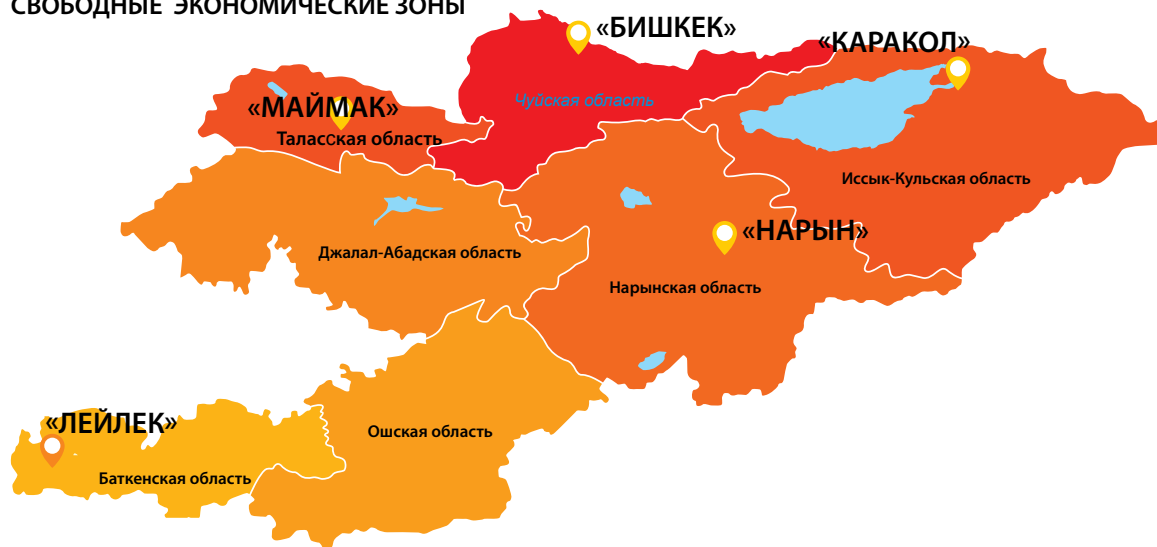 СВОБОДНЫЕ ЭКОНОМИЧЕСКИЕ ЗОНЫ
«БИШКЕК»
«КАРАКОЛ»
«МАЙМАК»
Чуйская область
Таласская область
Иссык-Кульская область
«НАРЫН»
Джалал-Абадская область
Нарынская область
«ЛЕЙЛЕК»
Ошская область
Баткенская область